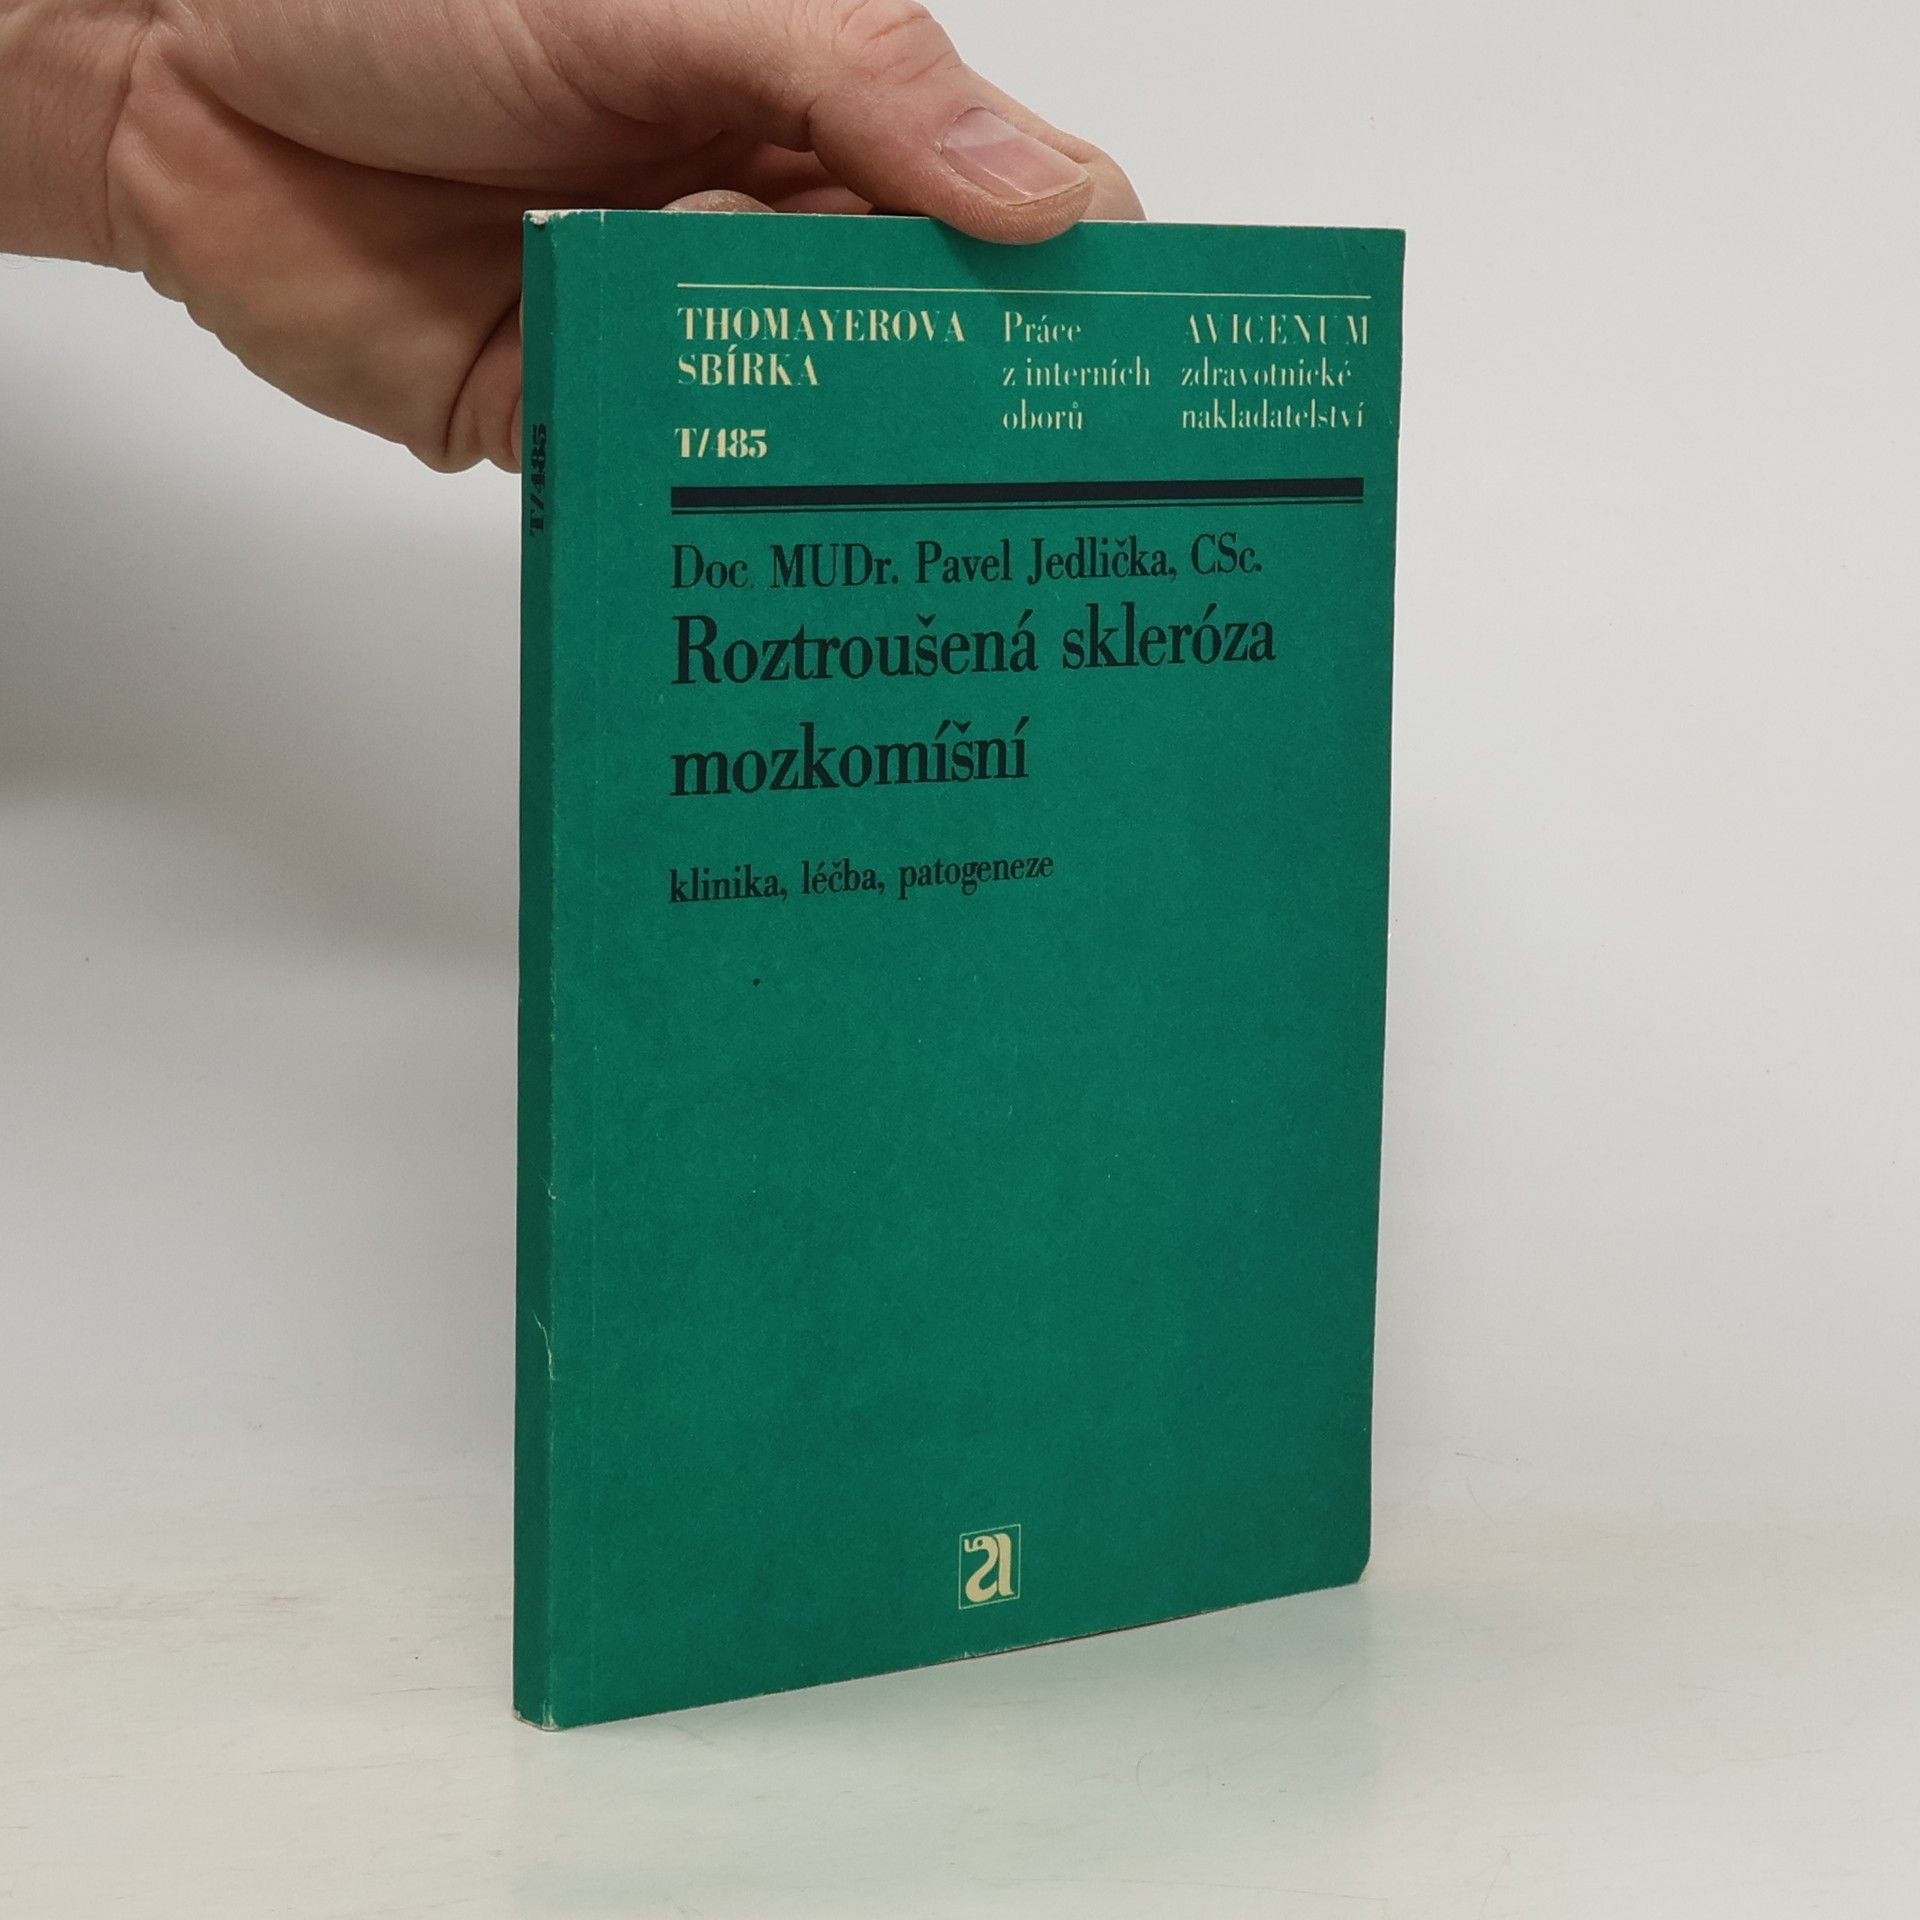 THOMAYEROVA
SBÍRKA
T/485
Práce
z interních
oborů
AVICENUM
zdravotnické
nakladatelství
T/485
Doc. MUDr. Pavel Jedlička, CSc.
Roztroušená skleróza
mozkomíšní
klinika, léčba, patogeneze
a